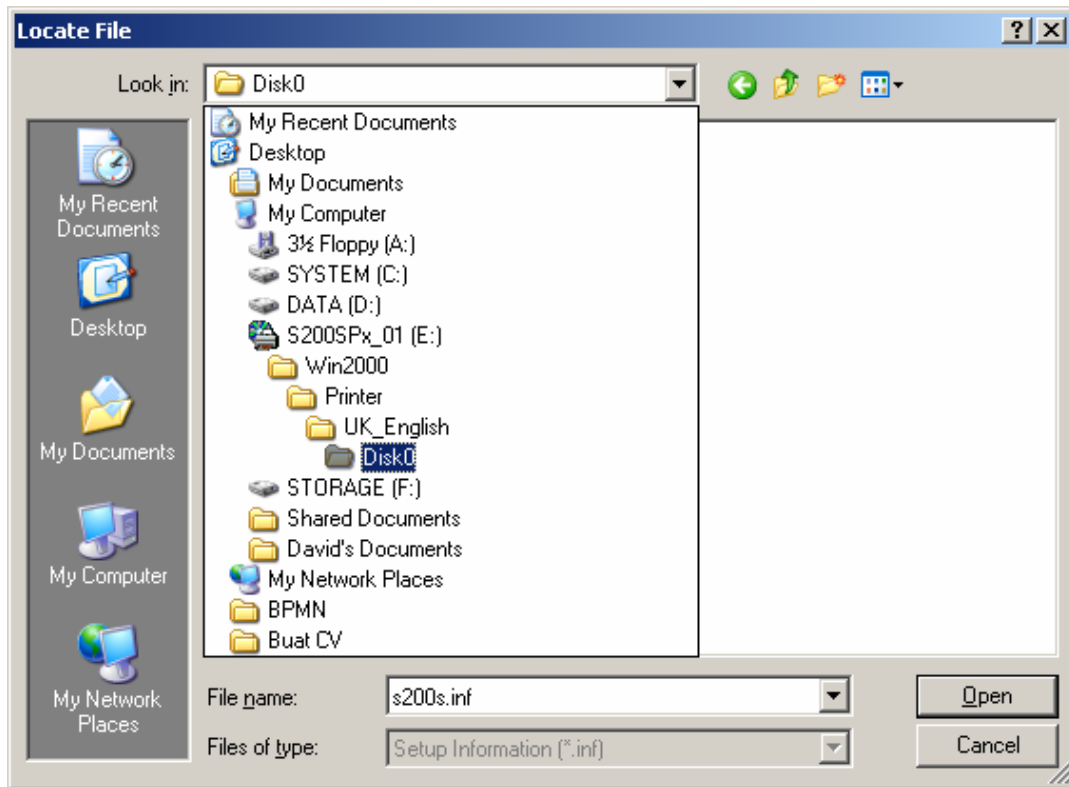 Locate File
Look in:
Disk0
My Recent Documents
Desktop
My Documents
My Computer
3½ Floppy (A:)
SYSTEM (C:)
DATA (D:)
S200SPx_01 (E:)
Win2000
Printer
UK_English
Disk0
STORAGE (F:)
Shared Documents
David's Documents
My Network Places
BPMN
Buat CV
My Recent
Documents
Desktop
My Documents
My Computer
My Network
Places
File name:
s200s.inf
Open
Files of type:
Setup Information (*.inf)
Cancel